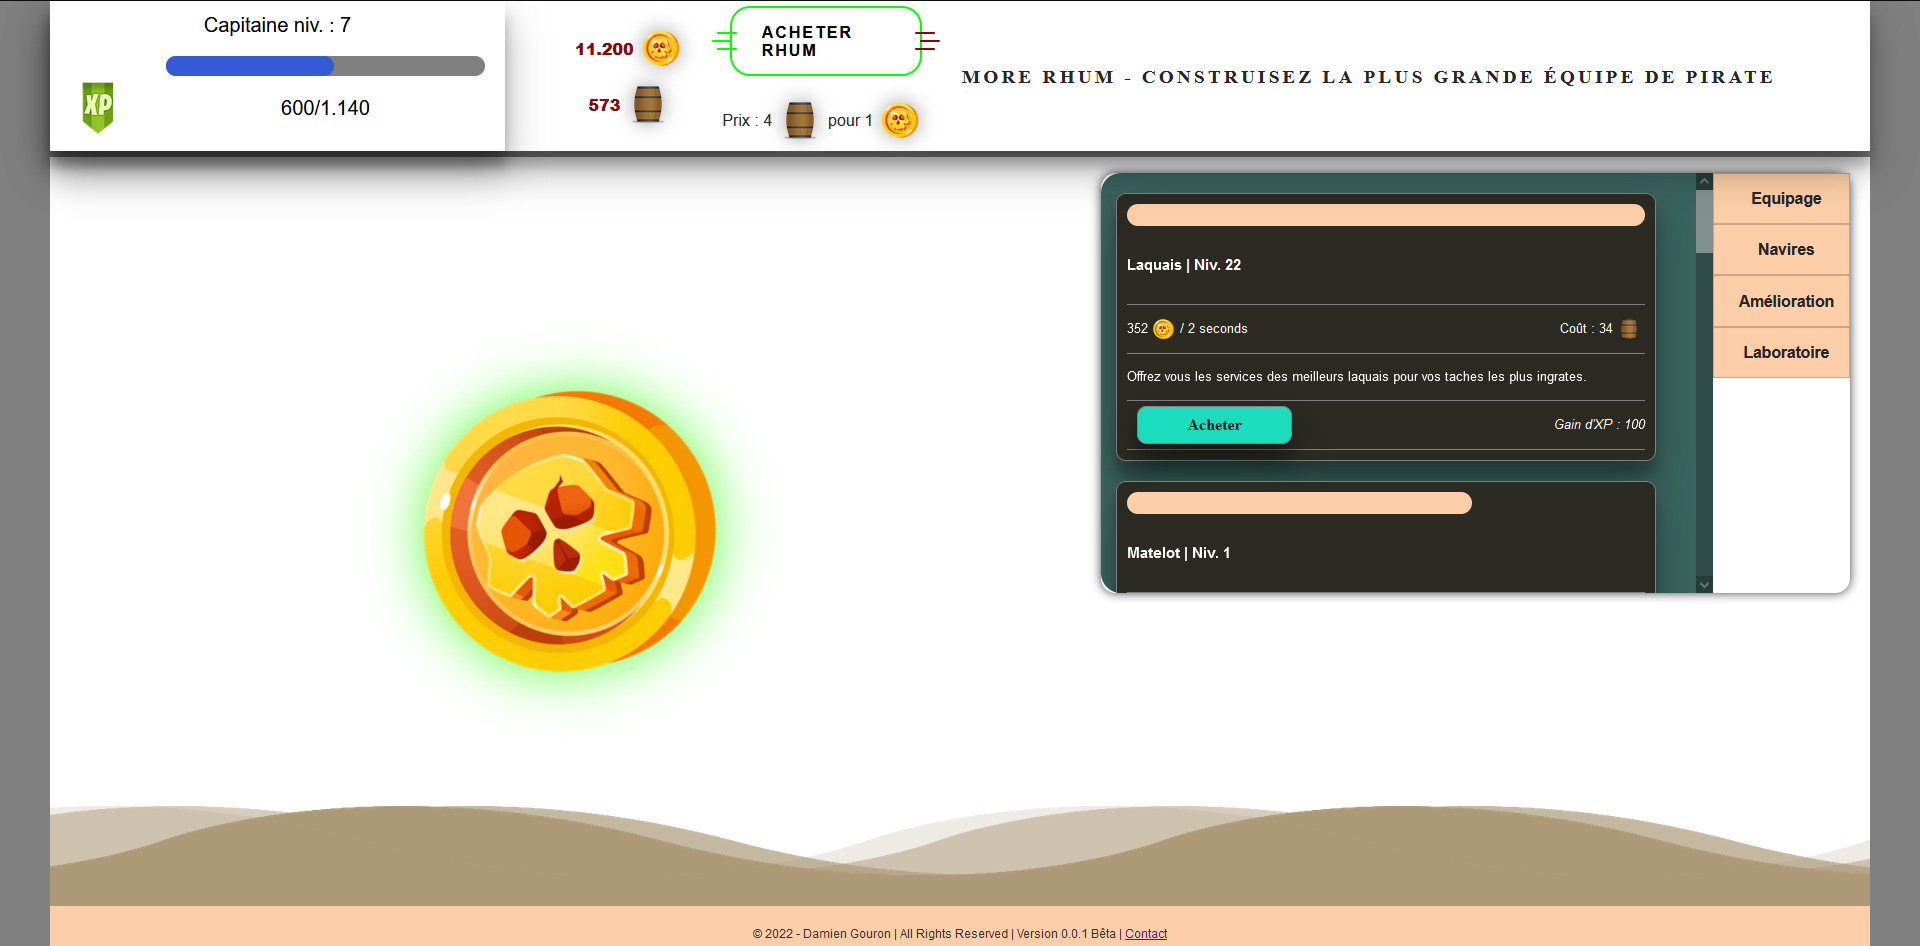 Capitaine niv. : 7
XP
600/1.140
11.200
573
ACHETER
RHUM
Prix : 4 pour 1
MORE RHUM - CONSTRUISEZ LA PLUS GRANDE ÉQUIPE DE PIRATE
Laquais | Niv. 22
352 / 2 seconds
Coût : 34
Offrez vous les services des meilleurs laquais pour vos taches les plus ingrates.
Acheter
Gain d'XP : 100
Matelot | Niv. 1
Equipage
Navires
Amélioration
Laboratoire
© 2022 - Damien Gouron | All Rights Reserved | Version 0.0.1 Bêta | Contact